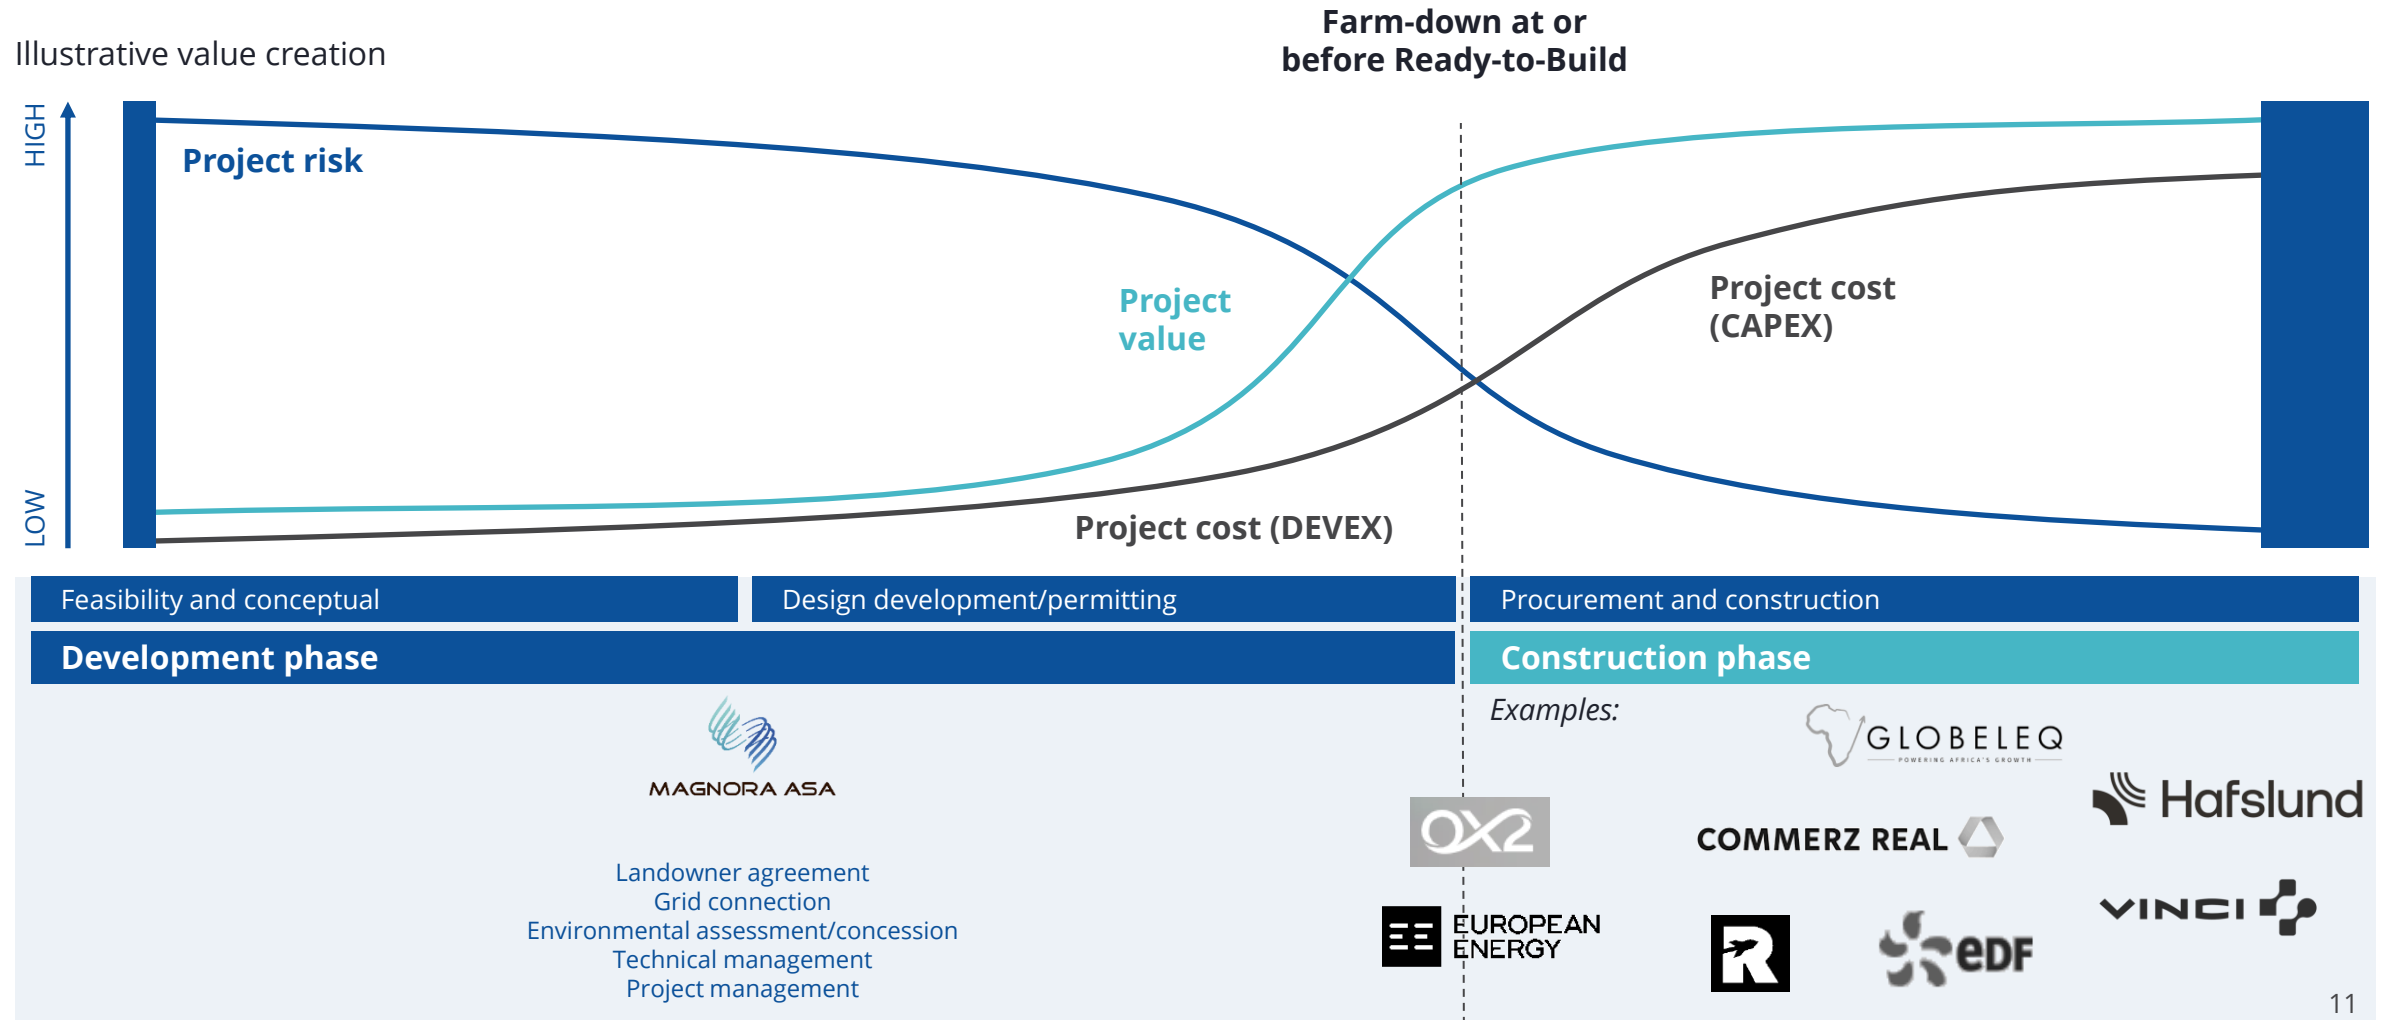 Farm-down at or
before Ready-to-Build
Illustrative value creation
HIGH
LOW
Project risk
Project
value
Project cost
(CAPEX)
Project cost (DEVEX)
Feasibility and conceptual
Design development/permitting
Procurement and construction
Development phase
Construction phase
MAGNORA ASA
Landowner agreement
Grid connection
Environmental assessment/concession
Technical management
Project management
Examples:
GLOBELEQ
POWERING AFRICA'S GROWTH
Hafslund
OX2
COMMERZ REAL
VINCI
EUROPEAN
ENERGY
R
eDF
11